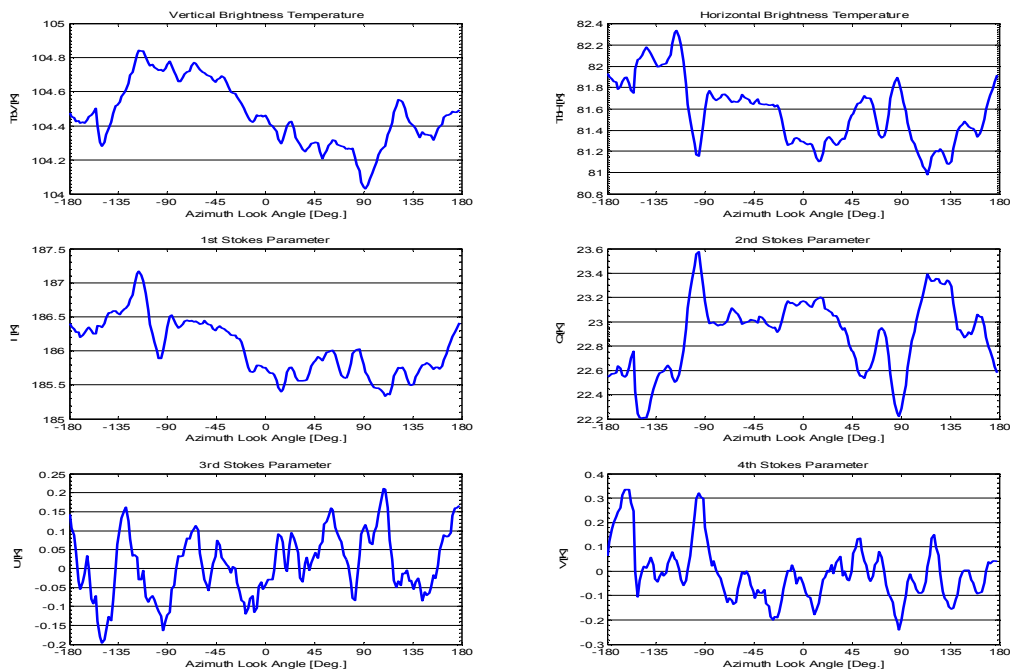 Vertical Brightness Temperature
105
104.8
104.6
104.4
104.2
104
TbV[K]
-180 -135 -90 -45 0 45 90 135 180
Azimuth Look Angle [Deg.]
Horizontal Brightness Temperature
82.4
82.2
82
81.8
81.6
81.4
81.2
81
80.8
TbH[K]
-180 -135 -90 -45 0 45 90 135 180
Azimuth Look Angle [Deg.]
1st Stokes Parameter
187.5
187
186.5
186
185.5
185
I [K]
-180 -135 -90 -45 0 45 90 135 180
Azimuth Look Angle [Deg.]
2nd Stokes Parameter
23.6
23.4
23.2
23
22.8
22.6
22.4
22.2
Q[K]
-180 -135 -90 -45 0 45 90 135 180
Azimuth Look Angle [Deg.]
3rd Stokes Parameter
0.25
0.2
0.15
0.1
0.05
0
-0.05
-0.1
-0.15
-0.2
U[K]
-180 -135 -90 -45 0 45 90 135 180
Azimuth Look Angle [Deg.]
4th Stokes Parameter
0.4
0.3
0.2
0.1
0
-0.1
-0.2
-0.3
V[K]
-180 -135 -90 -45 0 45 90 135 180
Azimuth Look Angle [Deg.]